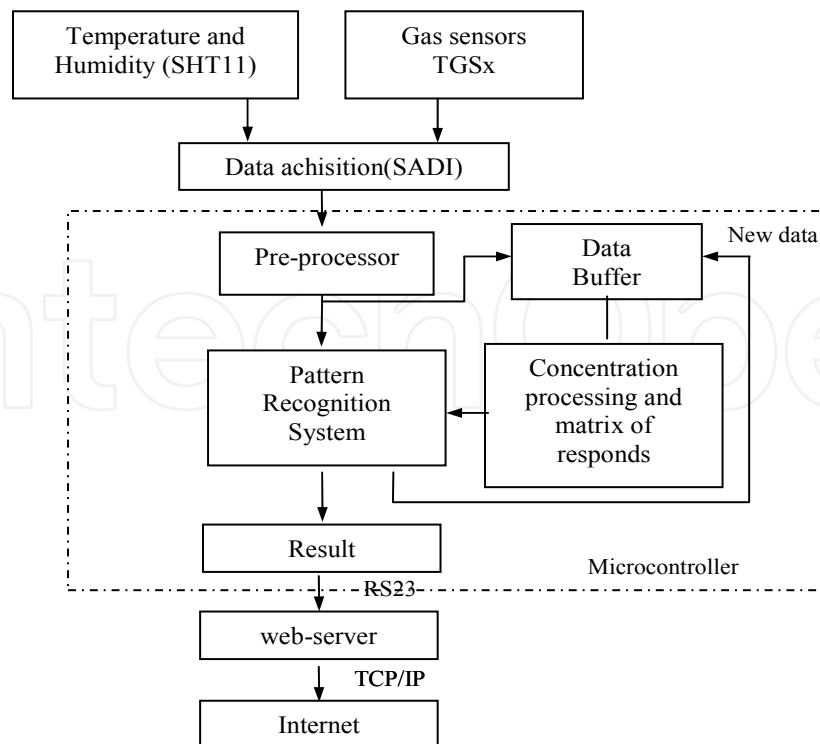 Temperature and
Humidity (SHT11)
Gas sensors
TGSx
Data achisition(SADI)
Pre-processor
Data
Buffer
New data
Pattern
Recognition
System
Concentration
processing and
matrix of
responds
Result
Microcontroller
RS23
web-server
TCP/IP
Internet
ntechOpe